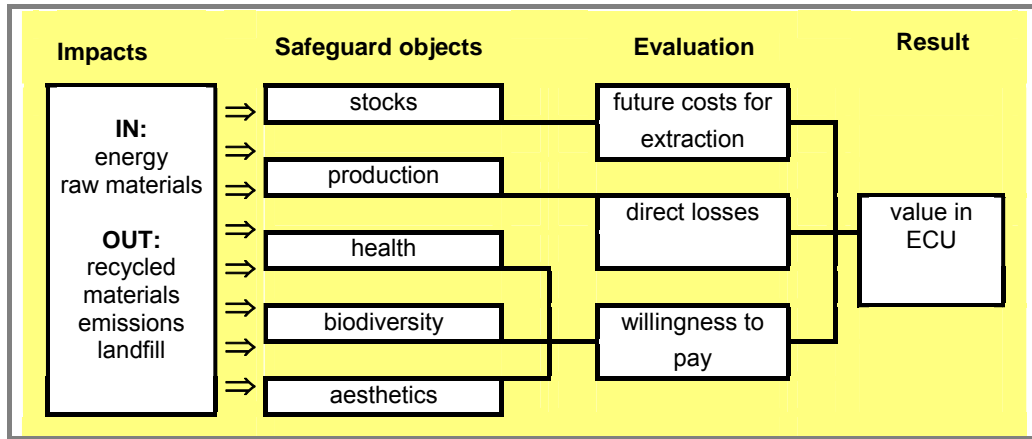 Impacts
Safeguard objects
Evaluation
Result
IN:
energy
raw materials
OUT:
recycled
materials
emissions
landfill
⇒
⇒
⇒
⇒
⇒
⇒
⇒
⇒
stocks
production
health
biodiversity
aesthetics
future costs for
extraction
direct losses
willingness to
pay
value in
ECU